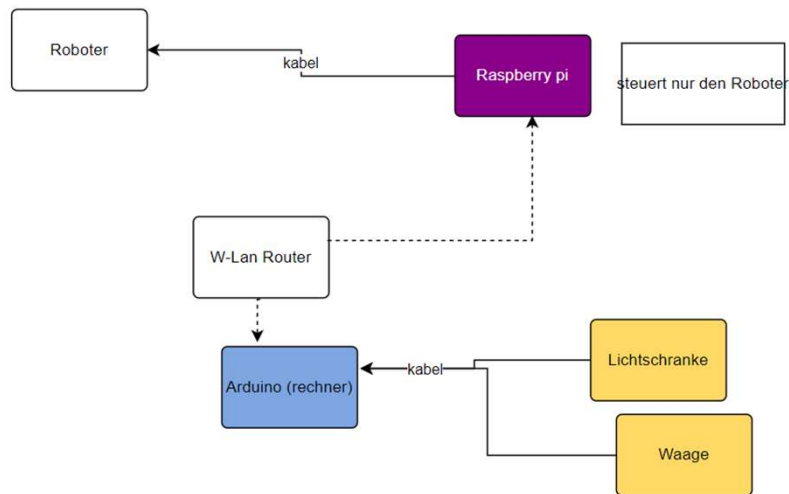 Roboter
kabel
Raspberry pi
steuert nur den Roboter
W-Lan Router
Arduino (rechner)
kabel
Lichtschranke
Waage